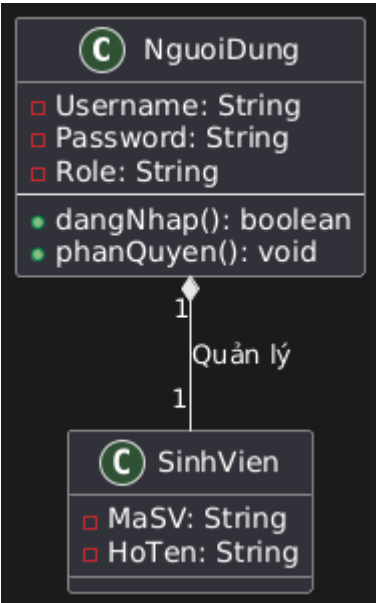 C NguoiDung
Username: String
Password: String
Role: String
dangNhap(): boolean
phanQuyen(): void
1
Quản lý
1
C SinhVien
MaSV: String
HoTen: String